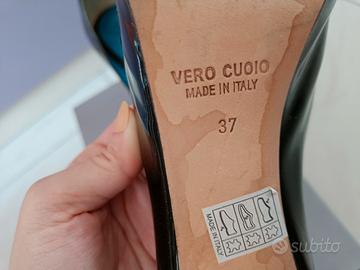 VERO CUOIO
MADE IN ITALY
37
MADE IN ITALY
subito